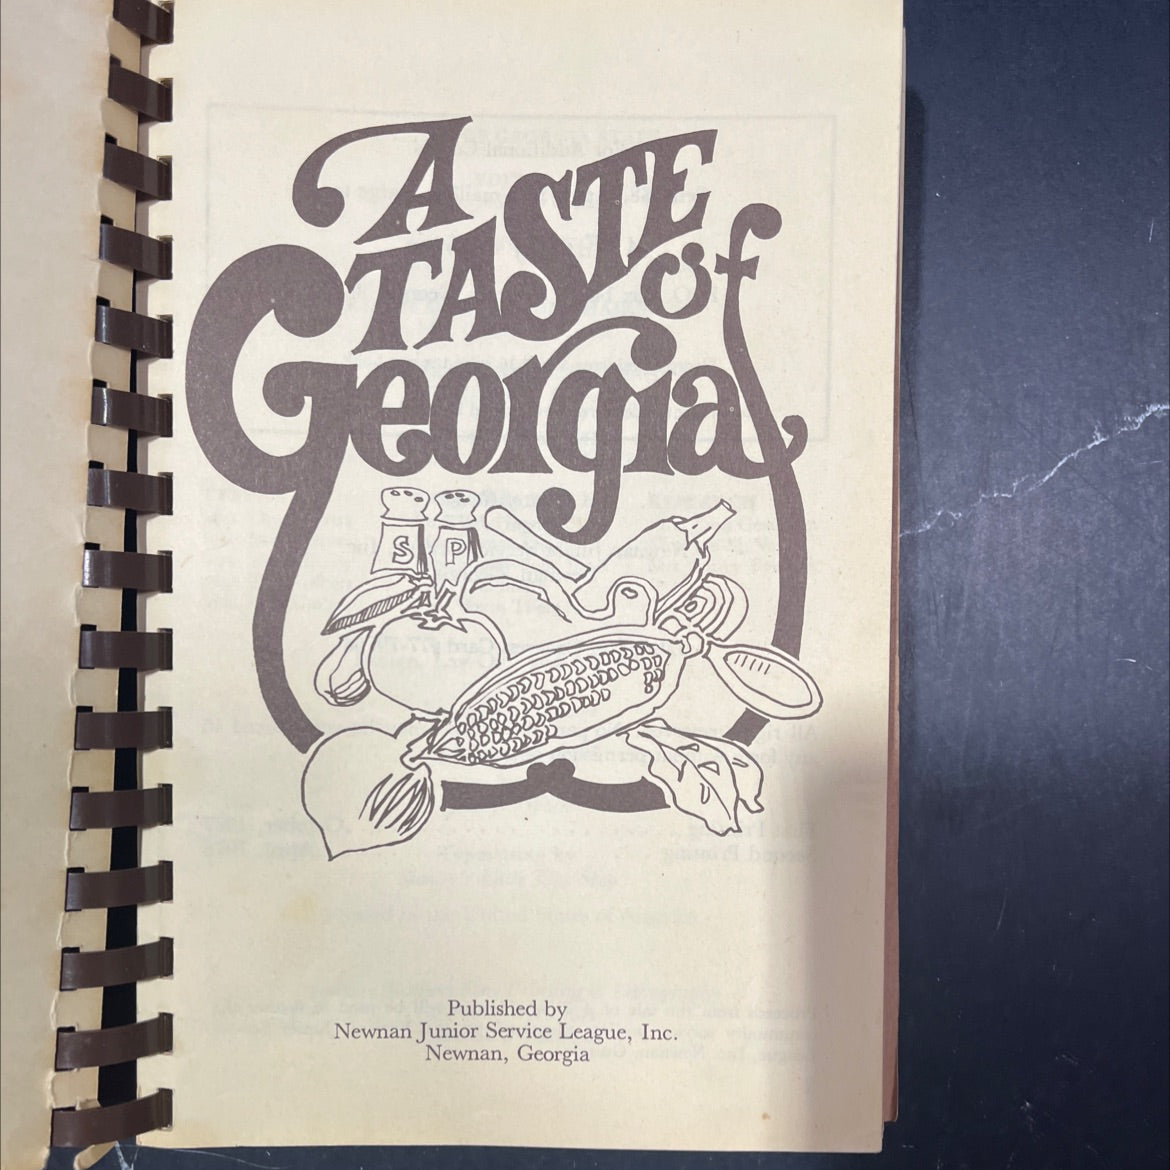 A
TASTE
of
Georgia
S P
Published by
Newnan Junior Service League, Inc.
Newnan, Georgia